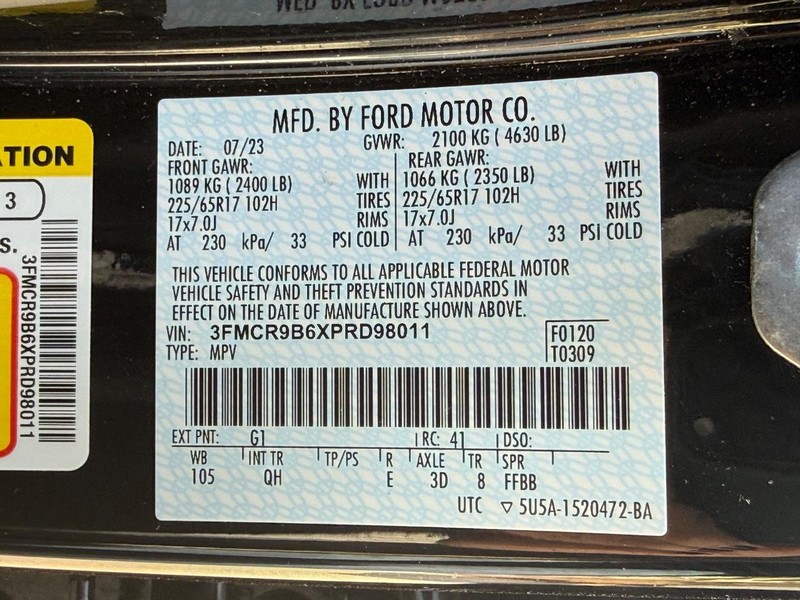 MFD. BY FORD MOTOR CO.
DATE: 07/23 GVWR: 2100 KG ( 4630 LB)
FRONT GAWR: REAR GAWR:
1089 KG ( 2400 LB) WITH 1066 KG ( 2350 LB) WITH
225/65R17 102H TIRES 225/65R17 102H TIRES
17x7.0J RIMS 17x7.0J RIMS
AT 230 kPa/ 33 PSI COLD AT 230 kPa/ 33 PSI COLD
THIS VEHICLE CONFORMS TO ALL APPLICABLE FEDERAL MOTOR
VEHICLE SAFETY AND THEFT PREVENTION STANDARDS IN
EFFECT ON THE DATE OF MANUFACTURE SHOWN ABOVE.
VIN: 3FMCR9B6XPRD98011 F0120
TYPE: MPV T0309
EXT PNT: G1 RC: 41 DSO:
WB INT TR TP/PS R AXLE TR SPR
105 QH E 3D 8 FFBB
UTC ▽ 5U5A-1520472-BA
ATION
3
S.
3FMCR9B6XPRD98011